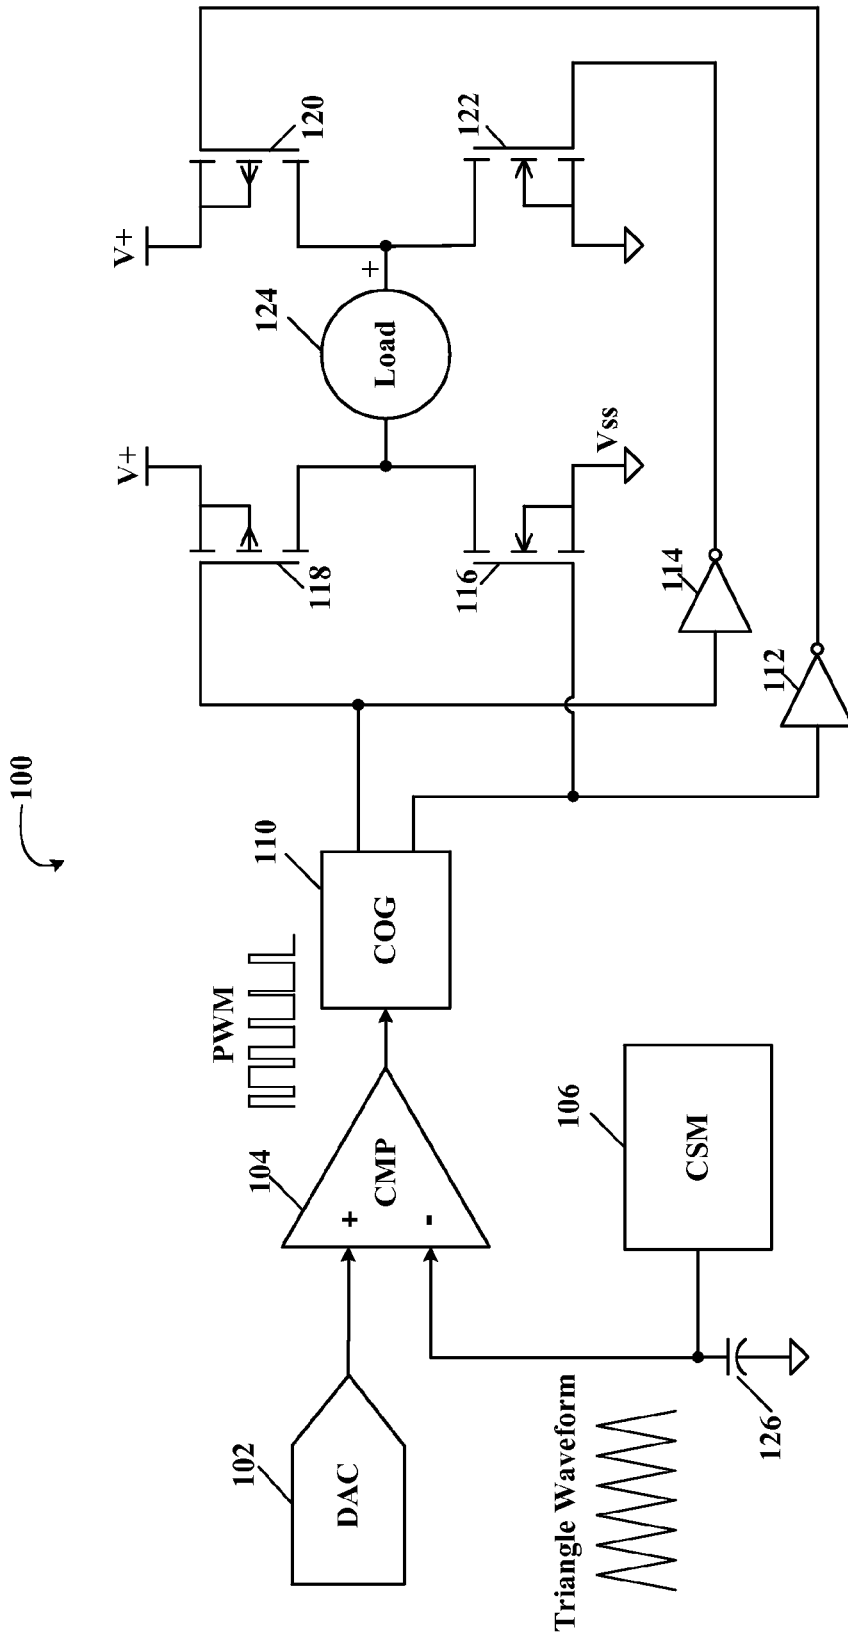 100
V+
V+
120
118
124
+
Load
122
116
Vss
114
112
PWM
110
COG
104
+
-
CMP
102
DAC
106
CSM
126
Triangle Waveform